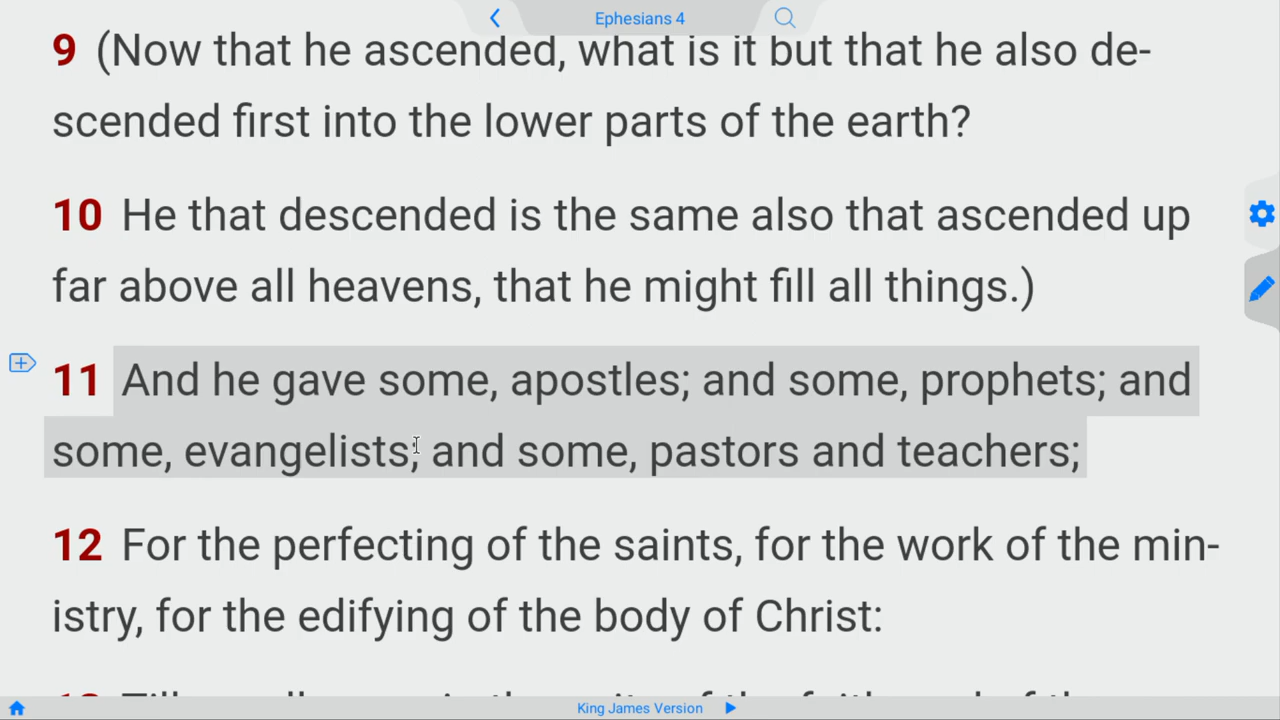 Ephesians 4
9 (Now that he ascended, what is it but that he also de-
scended first into the lower parts of the earth?
10 He that descended is the same also that ascended up
far above all heavens, that he might fill all things.)
11 And he gave some, apostles; and some, prophets; and
some, evangelists; and some, pastors and teachers;
12 For the perfecting of the saints, for the work of the min-
istry, for the edifying of the body of Christ:
King James Version